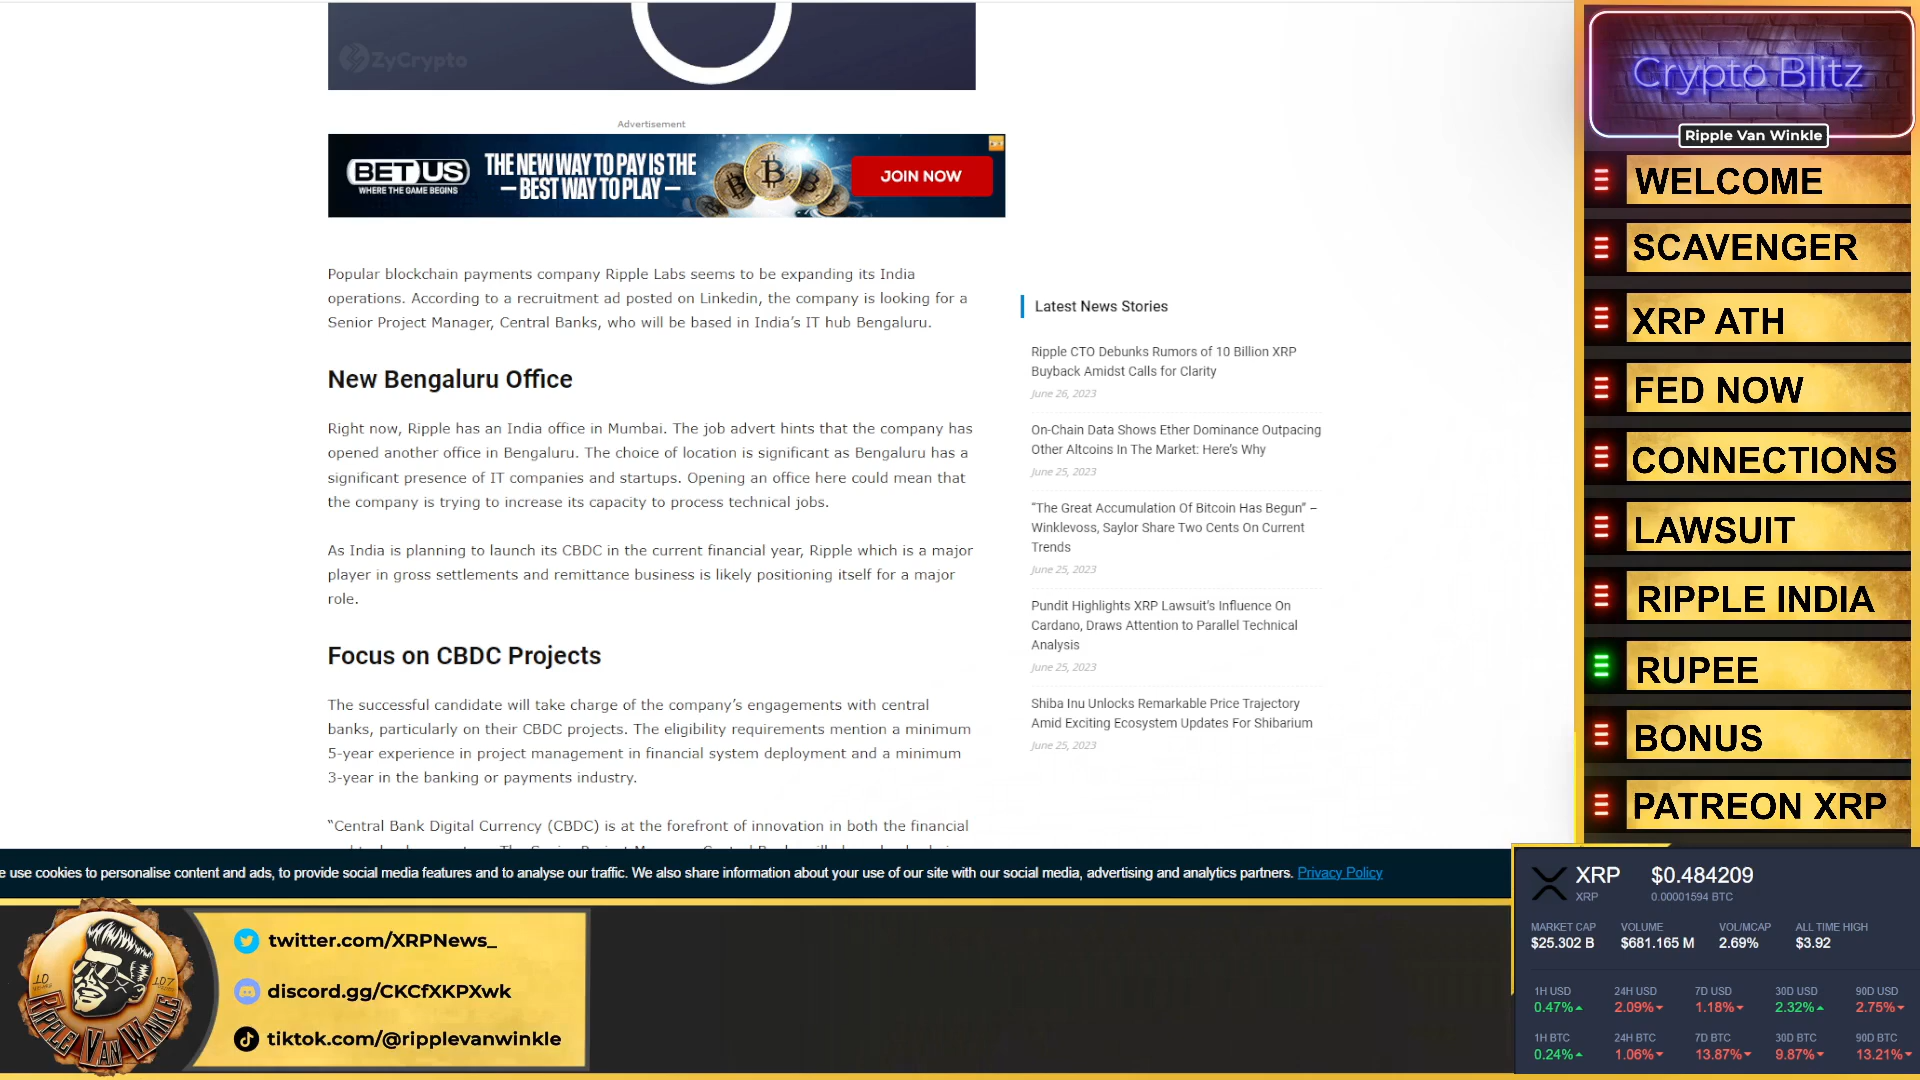 ZyCrypto
Advertisement
BETUS
WHERE THE GAME BEGINS
THE NEW WAY TO PAY IS THE
– BEST WAY TO PLAY –
JOIN NOW
Popular blockchain payments company Ripple Labs seems to be expanding its India
operations. According to a recruitment ad posted on Linkedin, the company is looking for a
Senior Project Manager, Central Banks, who will be based in India's IT hub Bengaluru.
New Bengaluru Office
Right now, Ripple has an India office in Mumbai. The job advert hints that the company has
opened another office in Bengaluru. The choice of location is significant as Bengaluru has a
significant presence of IT companies and startups. Opening an office here could mean that
the company is trying to increase its capacity to process technical jobs.
As India is planning to launch its CBDC in the current financial year, Ripple which is a major
player in gross settlements and remittance business is likely positioning itself for a major
role.
Focus on CBDC Projects
The successful candidate will take charge of the company's engagements with central
banks, particularly on their CBDC projects. The eligibility requirements mention a minimum
5-year experience in project management in financial system deployment and a minimum
3-year in the banking or payments industry.
"Central Bank Digital Currency (CBDC) is at the forefront of innovation in both the financial
Latest News Stories
Ripple CTO Debunks Rumors of 10 Billion XRP
Buyback Amidst Calls for Clarity
June 26, 2023
On-Chain Data Shows Ether Dominance Outpacing
Other Altcoins In The Market: Here's Why
June 25, 2023
"The Great Accumulation Of Bitcoin Has Begun" –
Winklevoss, Saylor Share Two Cents On Current
Trends
June 25, 2023
Pundit Highlights XRP Lawsuit's Influence On
Cardano, Draws Attention to Parallel Technical
Analysis
June 25, 2023
Shiba Inu Unlocks Remarkable Price Trajectory
Amid Exciting Ecosystem Updates For Shibarium
June 25, 2023
e use cookies to personalise content and ads, to provide social media features and to analyse our traffic. We also share information about your use of our site with our social media, advertising and analytics partners. Privacy Policy
Crypto Blitz
Ripple Van Winkle
WELCOME
SCAVENGER
XRP ATH
FED NOW
CONNECTIONS
LAWSUIT
RIPPLE INDIA
RUPEE
BONUS
PATREON XRP
10
107
RIPPLE VAN WINKLE
twitter.com/XRPNews_
discord.gg/CKCfXKPXwk
tiktok.com/@ripplevanwinkle
XRP $0.484209
XRP 0.00001594 BTC
MARKET CAP VOLUME VOL/MCAP ALL TIME HIGH
$25.302 B $681.165 M 2.69% $3.92
1H USD 24H USD 7D USD 30D USD 90D USD
0.47% 2.09% 1.18% 2.32% 2.75%
1H BTC 24H BTC 7D BTC 30D BTC 90D BTC
0.24% 1.06% 13.87% 9.87% 13.21%